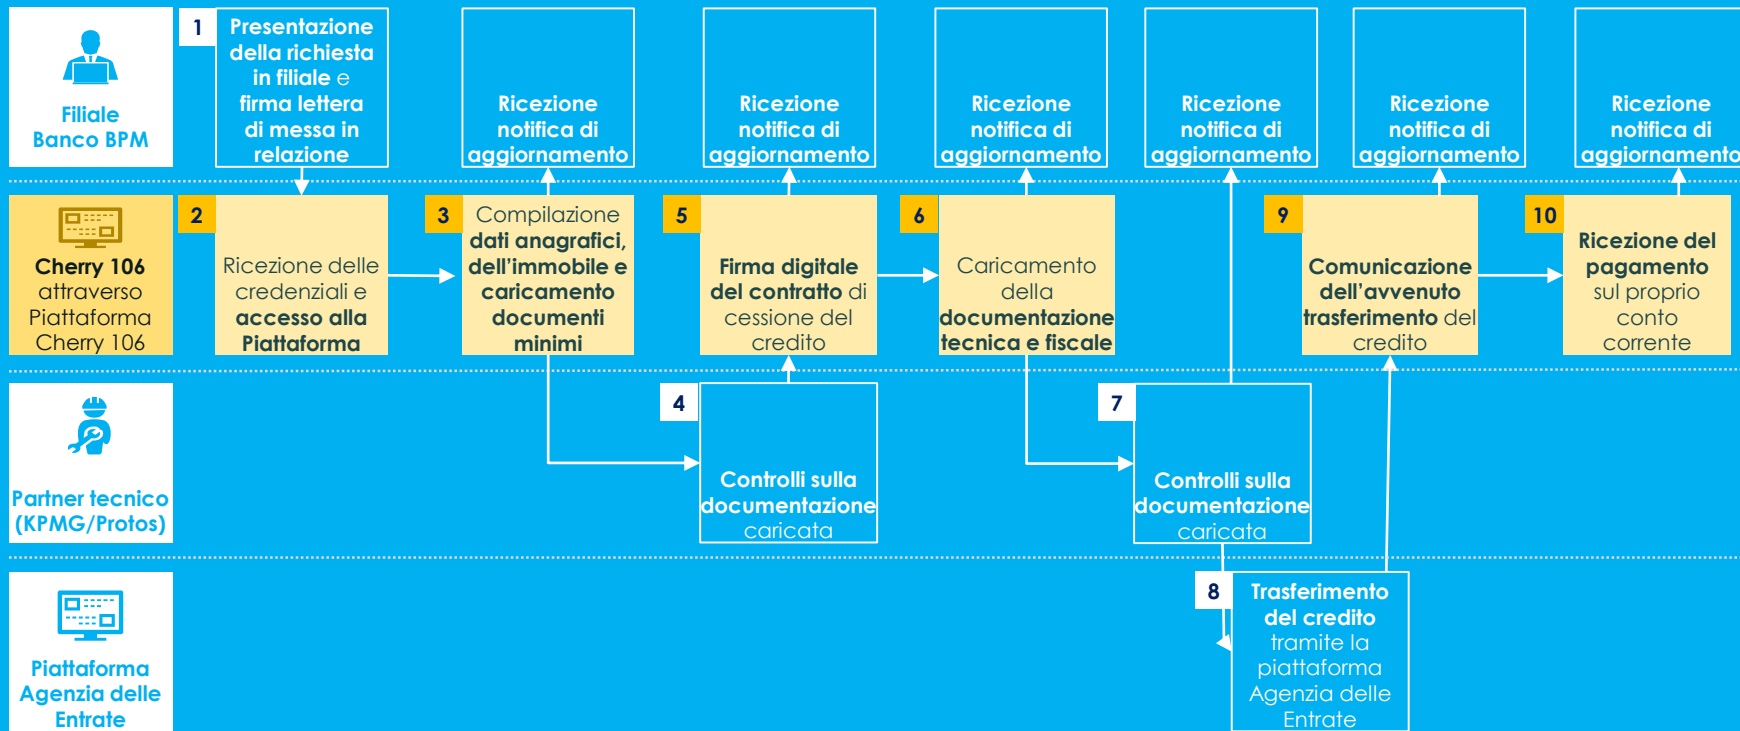 Filiale
Banco BPM
1
Presentazione
della richiesta
in filiale e
firma lettera
di messa in
relazione
Ricezione
notifica di
aggiornamento
Ricezione
notifica di
aggiornamento
Ricezione
notifica di
aggiornamento
Ricezione
notifica di
aggiornamento
Ricezione
notifica di
aggiornamento
Ricezione
notifica di
aggiornamento
Cherry 106
attraverso
Piattaforma
Cherry 106
2
Ricezione delle
credenziali e
accesso alla
Piattaforma
3
Compilazione
dati anagrafici,
dell'immobile e
caricamento
documenti
minimi
5
Firma digitale
del contratto di
cessione del
credito
6
Caricamento
della
documentazione
tecnica e fiscale
9
Comunicazione
dell'avvenuto
trasferimento del
credito
10
Ricezione del
pagamento
sul proprio
conto
corrente
Partner tecnico
(KPMG/Protos)
4
Controlli sulla
documentazione
caricata
7
Controlli sulla
documentazione
caricata
Piattaforma
Agenzia delle
Entrate
8
Trasferimento
del credito
tramite la
piattaforma
Agenzia delle
Entrate